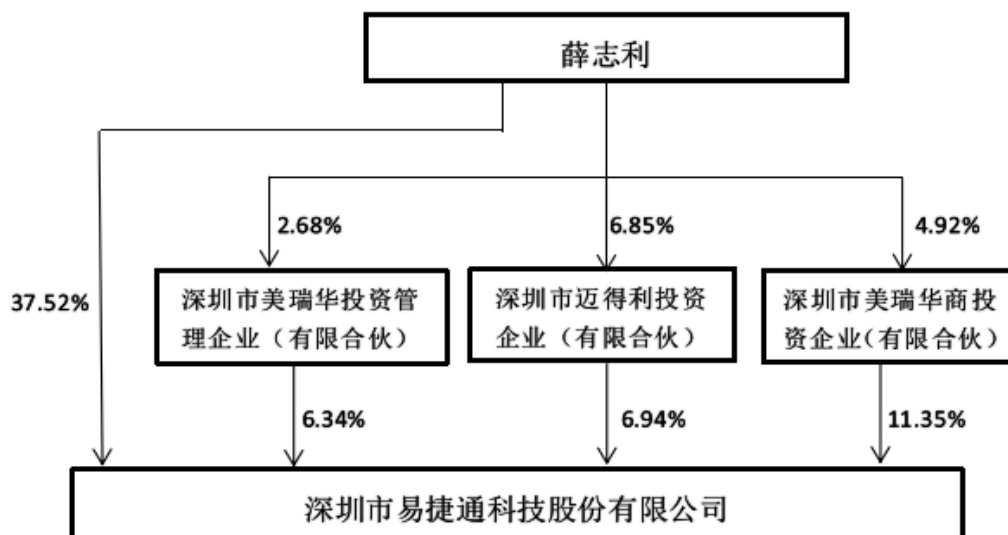 薛志利
2.68%
6.85%
4.92%
37.52%
深圳市美瑞华投资管
理企业（有限合伙）
深圳市迈得利投资
企业（有限合伙）
深圳市美瑞华商投
资企业（有限合伙）
6.34%
6.94%
11.35%
深圳市易捷通科技股份有限公司